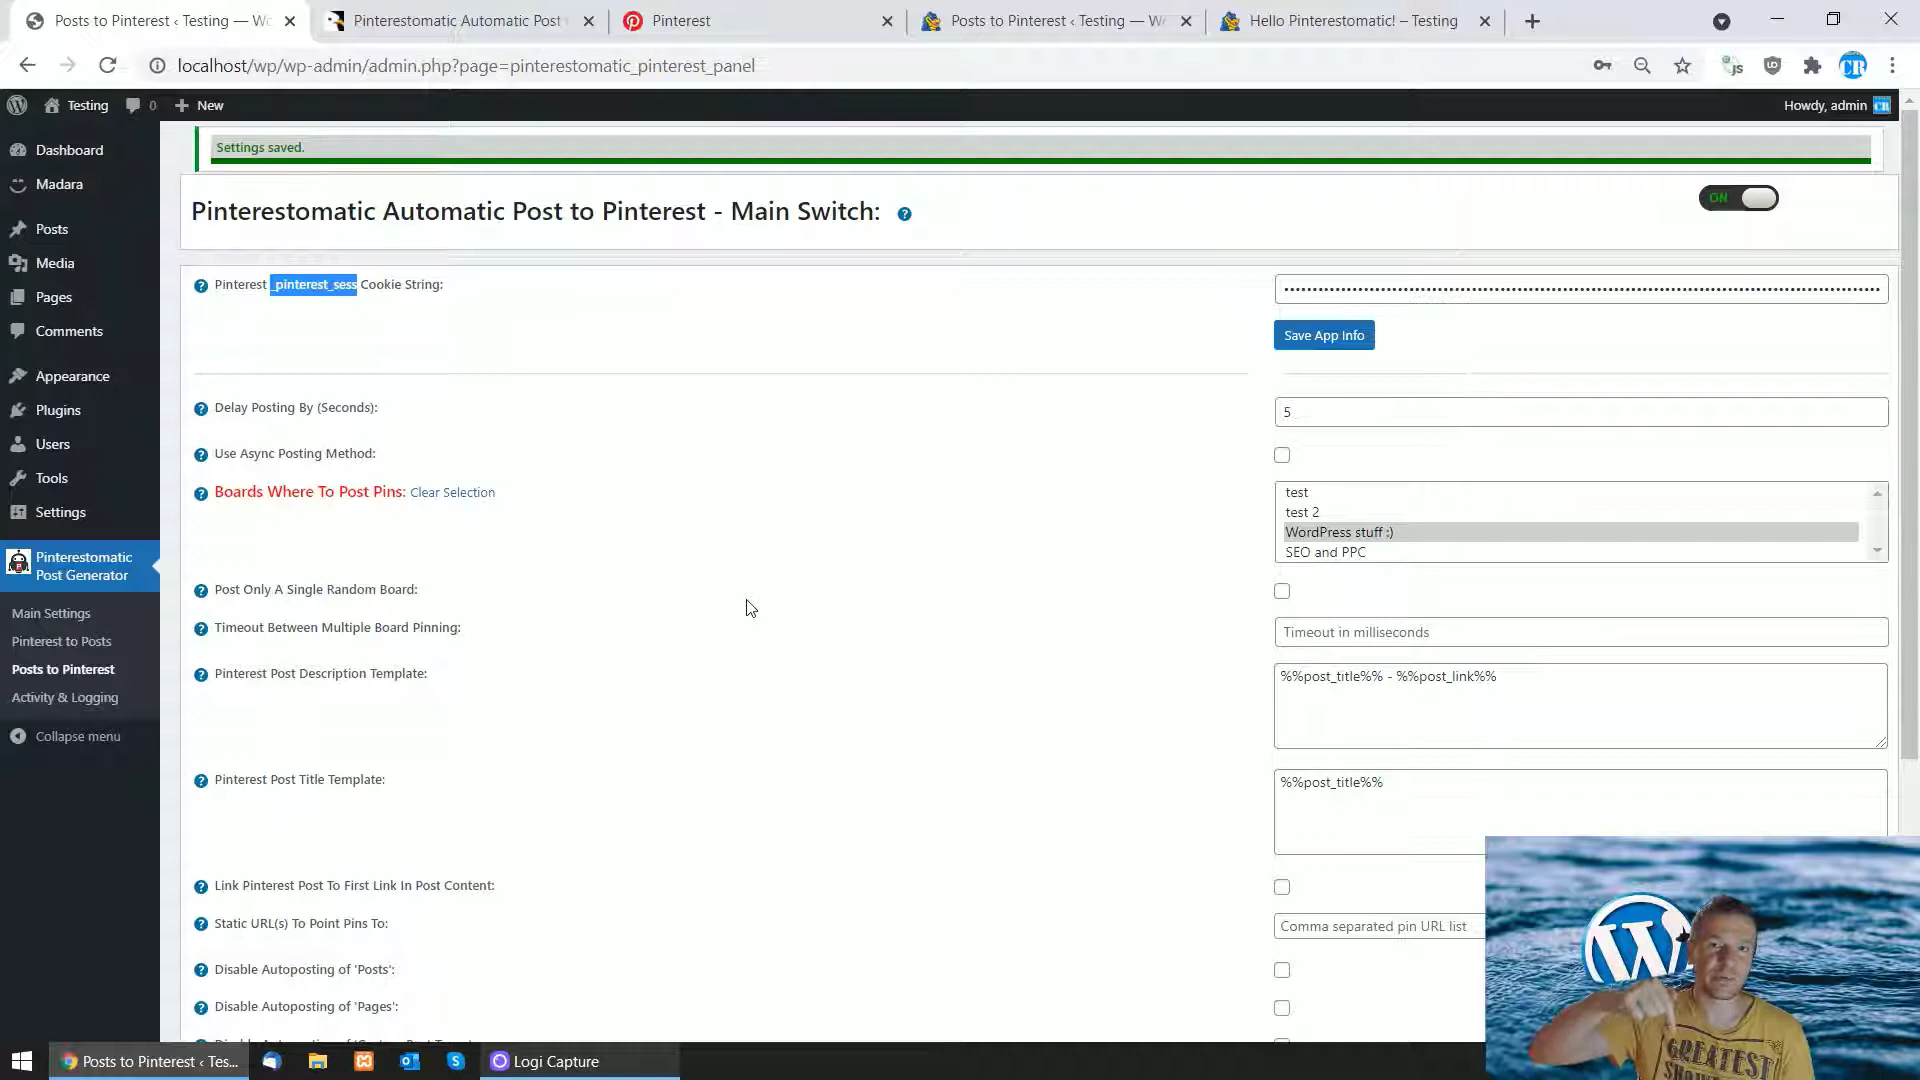 Posts to Pinterest ‹ Testing — Wo
Pinterestomatic Automatic Post
Pinterest
Posts to Pinterest ‹ Testing — W
Hello Pinterestomatic! – Testing
localhost/wp/wp-admin/admin.php?page=pinterestomatic_pinterest_panel
Testing
0
New
Howdy, admin
Dashboard
Madara
Posts
Media
Pages
Comments
Appearance
Plugins
Users
Tools
Settings
Pinterestomatic
Post Generator
Main Settings
Pinterest to Posts
Posts to Pinterest
Activity & Logging
Collapse menu
Settings saved.
Pinterestomatic Automatic Post to Pinterest - Main Switch:
ON
Pinterest _pinterest_sess Cookie String:
Save App Info
Delay Posting By (Seconds):
5
Use Async Posting Method:
Boards Where To Post Pins: Clear Selection
test
test 2
WordPress stuff :)
SEO and PPC
Post Only A Single Random Board:
Timeout Between Multiple Board Pinning:
Timeout in milliseconds
Pinterest Post Description Template:
%%post_title%% - %%post_link%%
Pinterest Post Title Template:
%%post_title%%
Link Pinterest Post To First Link In Post Content:
Static URL(s) To Point Pins To:
Comma separated pin URL list
Disable Autoposting of 'Posts':
Disable Autoposting of 'Pages':
GREATEST
Posts to Pinterest ‹ Tes...
Logi Capture